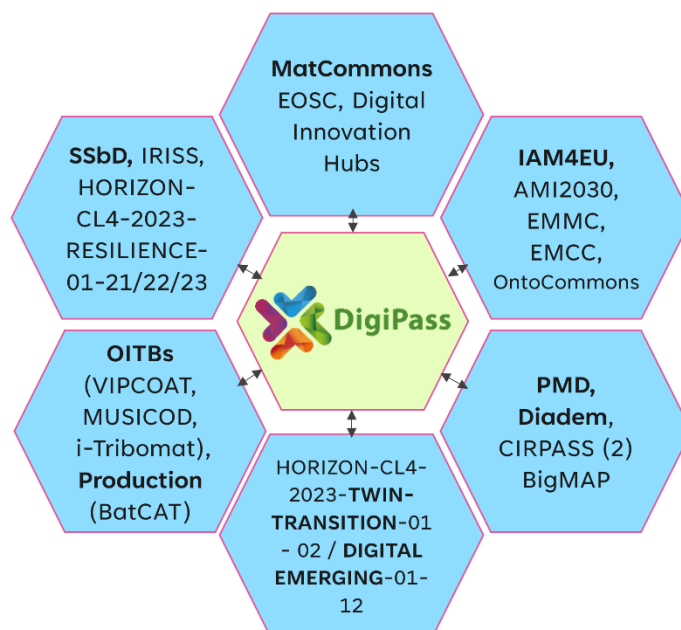 MatCommons
EOSC, Digital
Innovation
Hubs
SSbD, IRISS,
HORIZON-
CL4-2023-
RESILIENCE-
01-21/22/23
IAM4EU,
AMI2030,
EMMC,
EMCC,
OntoCommons
DigiPass
OITBs
(VIPCOAT,
MUSICOD,
i-Tribomat),
Production
(BatCAT)
PMD,
Diadem,
CIRPASS (2)
BigMAP
HORIZON-CL4-
2023-TWIN-
TRANSITION-01
- 02 / DIGITAL
EMERGING-01-
12